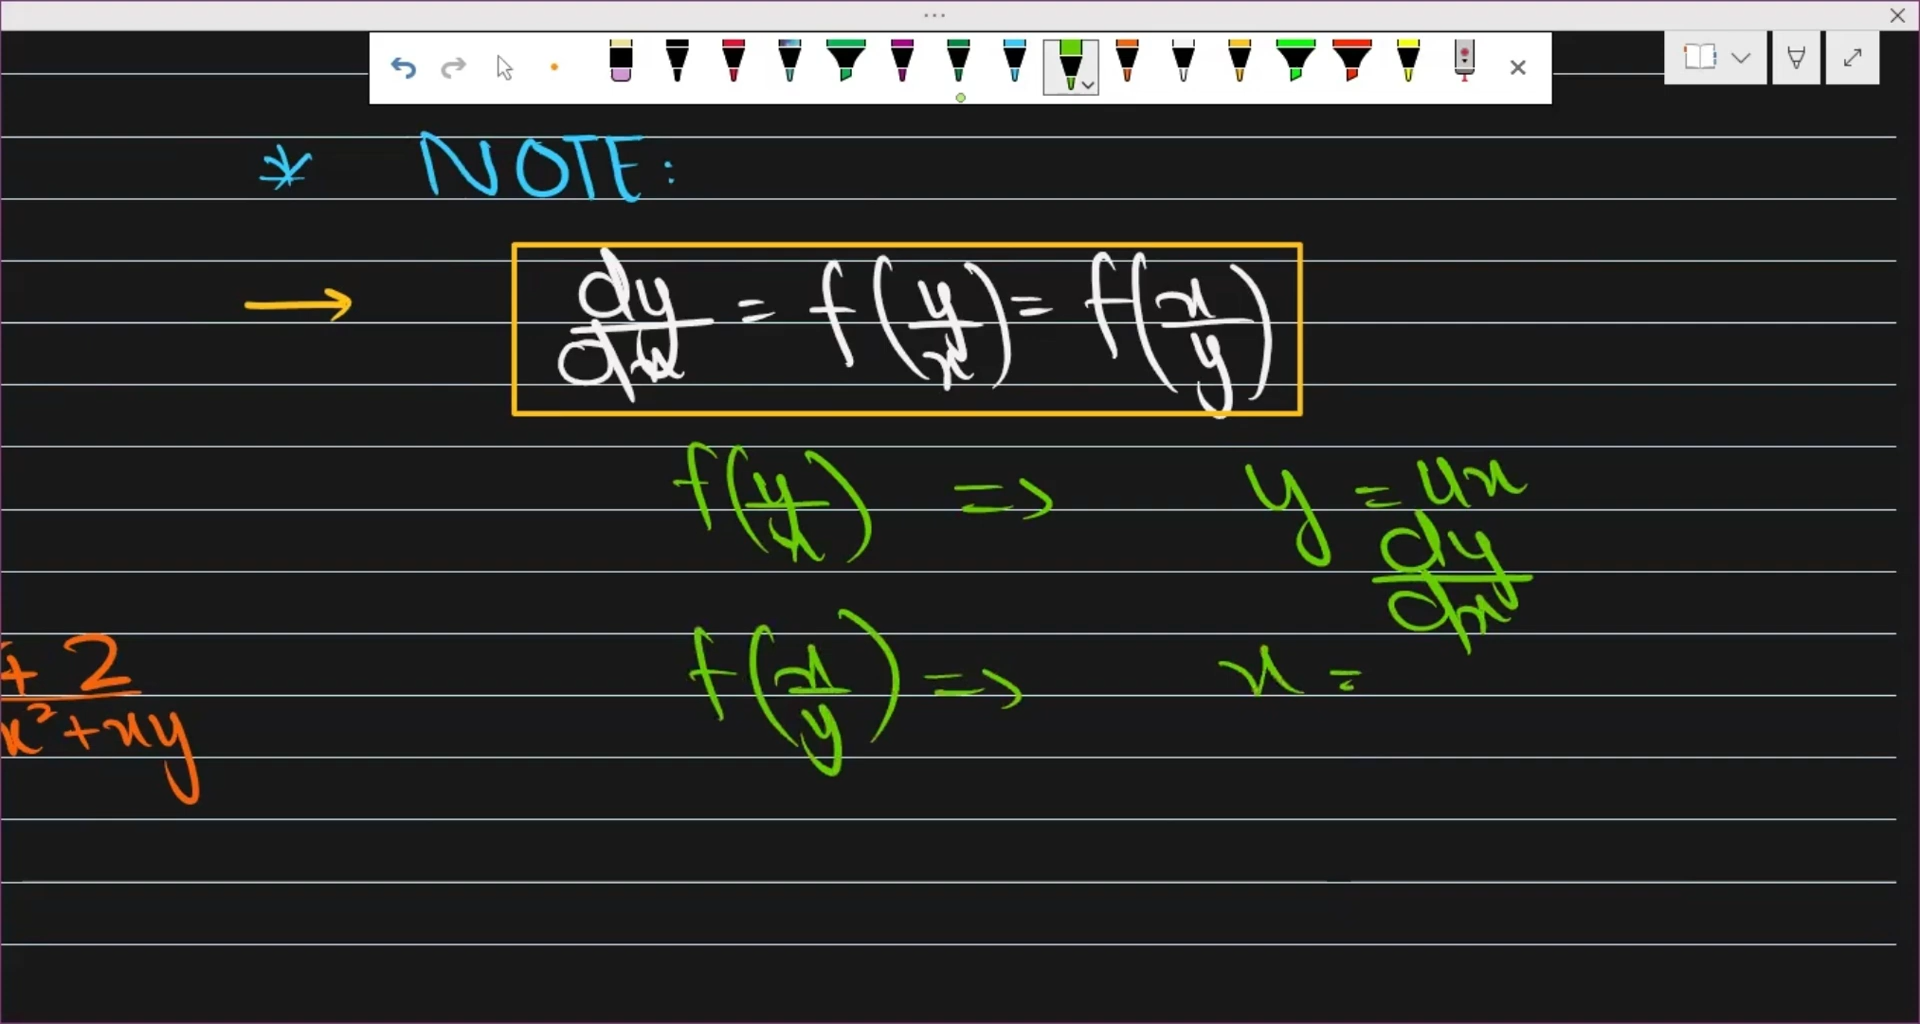 * NOTE:
→ dy/dx = f(y/x) = f(x/y)
f(y/x) => y = ux
dy/dx
f(x/y) => x =
+ 2
x² + xy